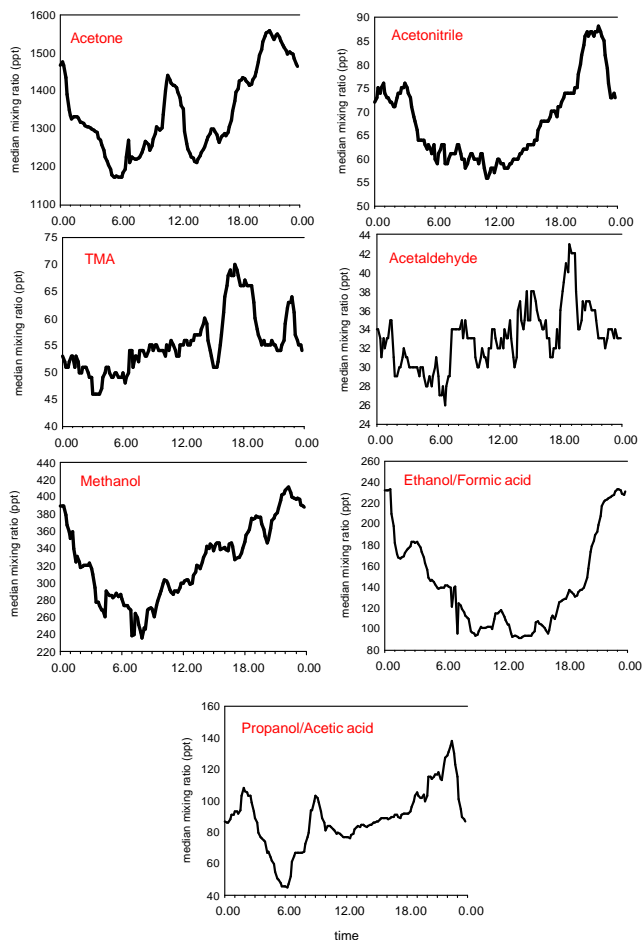 Acetone
median mixing ratio (ppt)
1600
1500
1400
1300
1200
1100
0.00 6.00 12.00 18.00 0.00
Acetonitrile
median mixing ratio (ppt)
90
85
80
75
70
65
60
55
50
0.00 6.00 12.00 18.00 0.00
TMA
median mixing ratio (ppt)
75
70
65
60
55
50
45
40
0.00 6.00 12.00 18.00 0.00
Acetaldehyde
median mixing ratio (ppt)
44
42
40
38
36
34
32
30
28
26
24
0.00 6.00 12.00 18.00 0.00
Methanol
median mixing ratio (ppt)
440
420
400
380
360
340
320
300
280
260
240
220
0.00 6.00 12.00 18.00 0.00
Ethanol/Formic acid
median mixing ratio (ppt)
260
240
220
200
180
160
140
120
100
80
0.00 6.00 12.00 18.00 0.00
Propanol/Acetic acid
median mixing ratio (ppt)
160
140
120
100
80
60
40
0.00 6.00 12.00 18.00 0.00
time